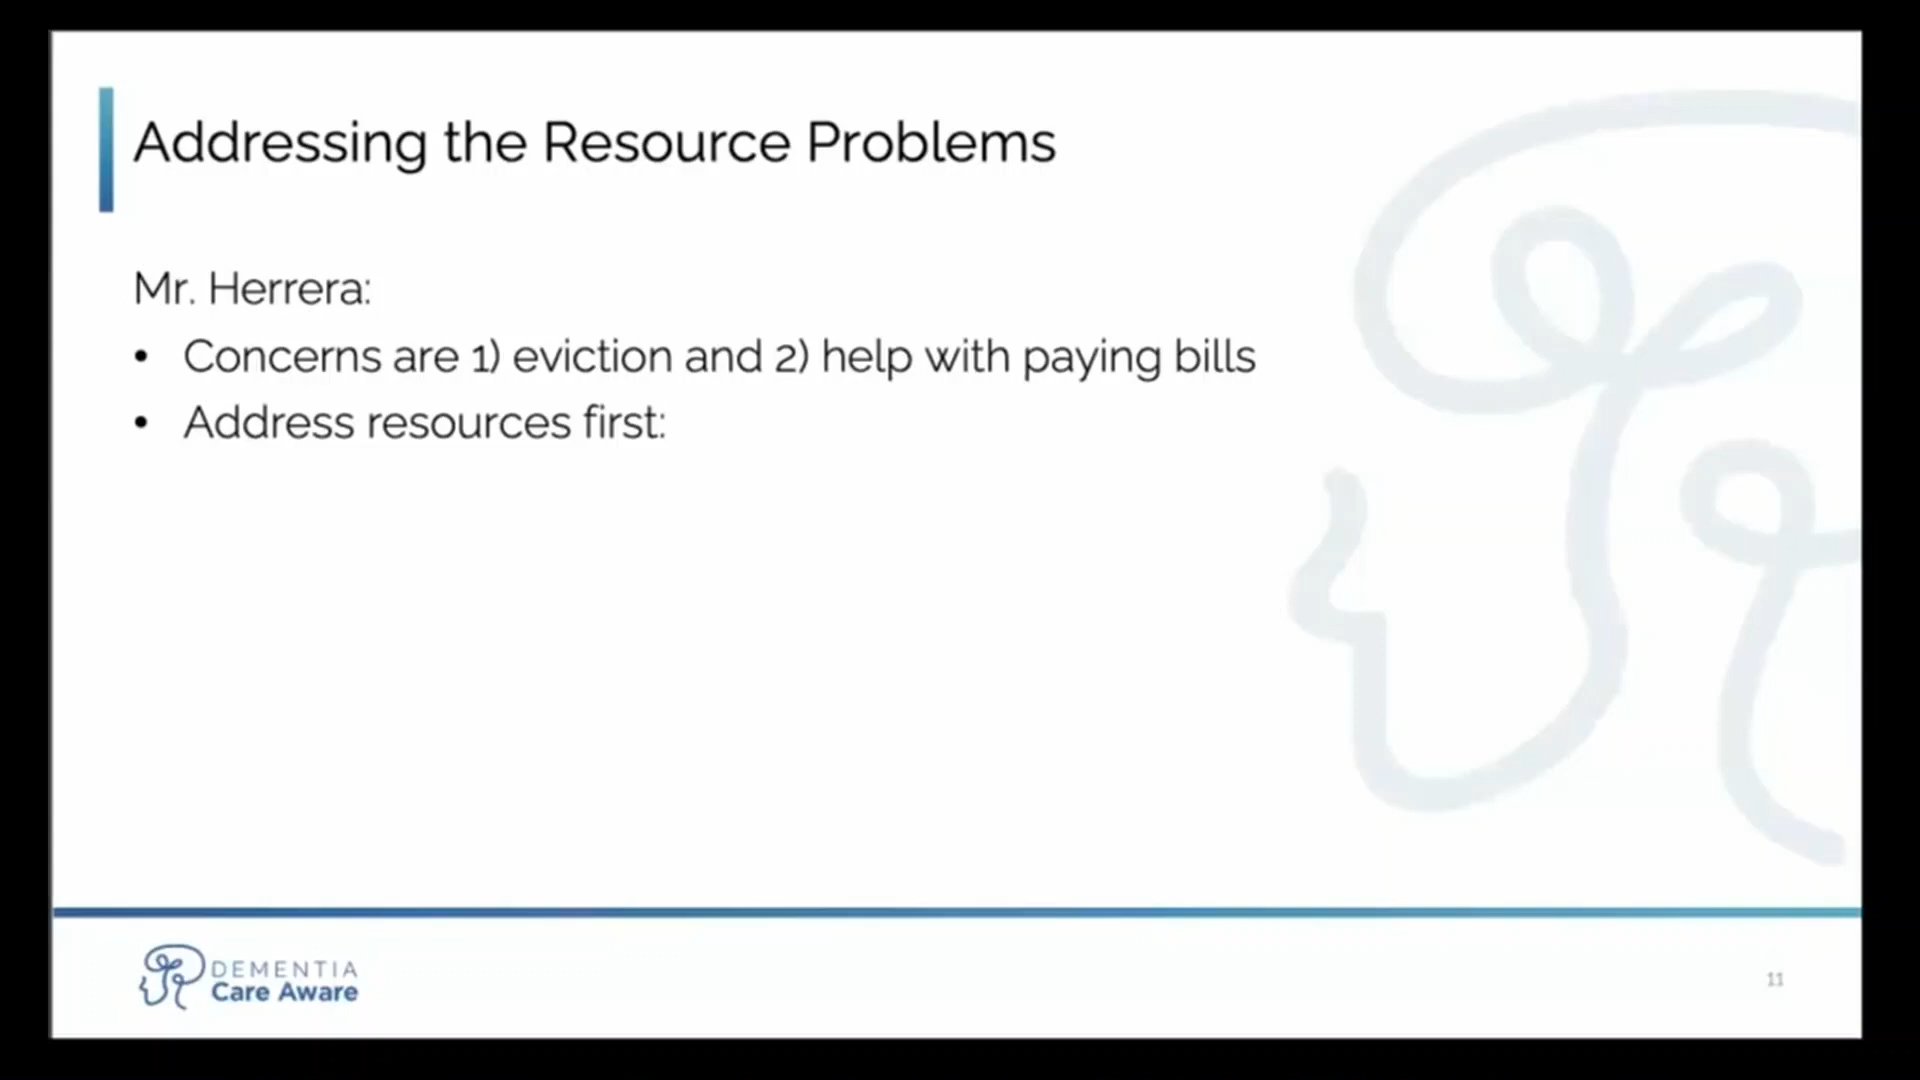 Addressing the Resource Problems
Mr. Herrera:
• Concerns are 1) eviction and 2) help with paying bills
• Address resources first:
DEMENTIA
Care Aware
11